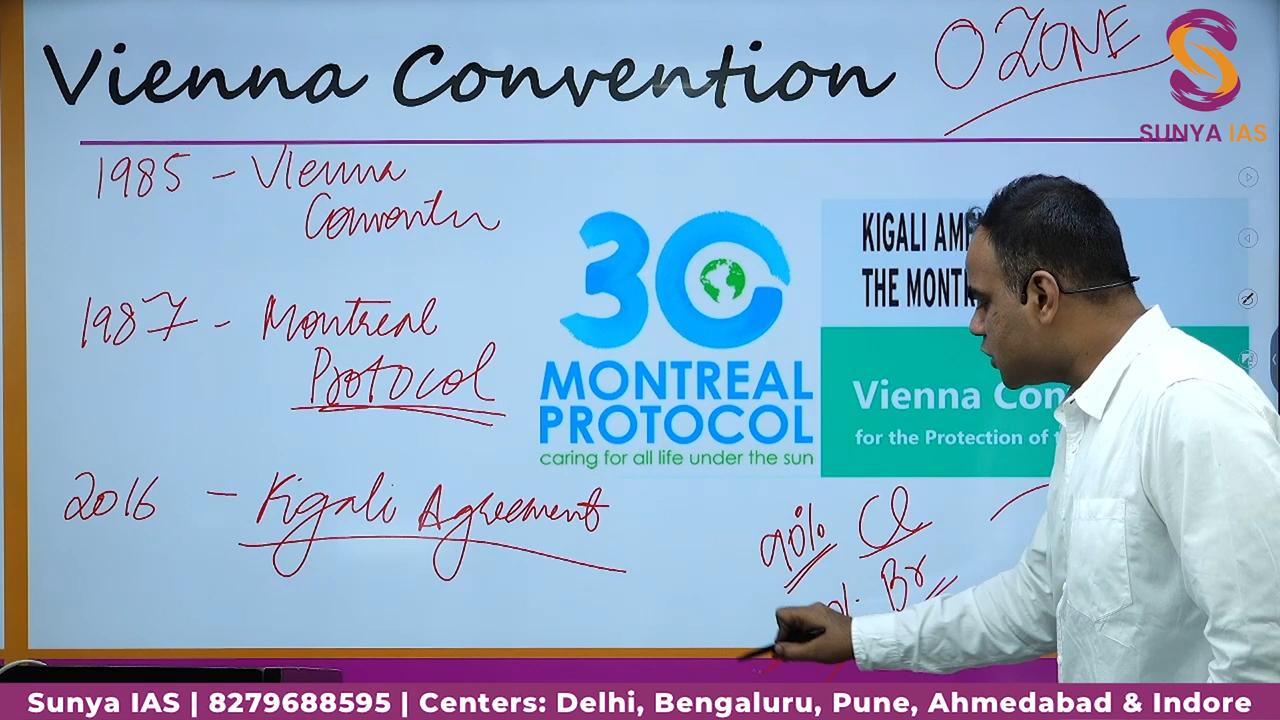 Vienna Convention
OZONE
SUNYA IAS
1985 - Vienna
Convention
1987 - Montreal
Protocol
2016 - Kigali Agreement
30
MONTREAL
PROTOCOL
caring for all life under the sun
KIGALI AM
THE MONT
Vienna Con
for the Protection of
90% Cl
Br
Sunya IAS | 8279688595 | Centers: Delhi, Bengaluru, Pune, Ahmedabad & Indore